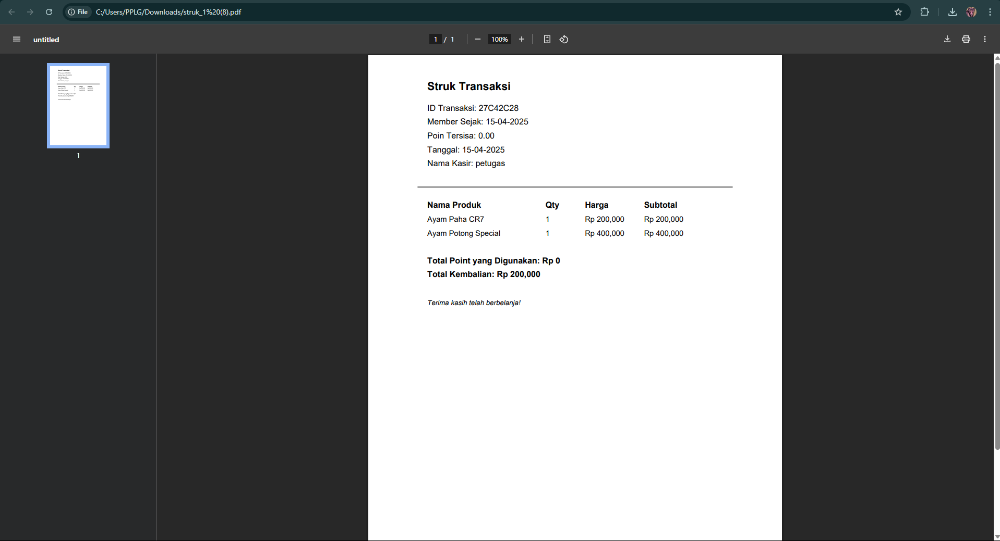 File C:/Users/PPLG/Downloads/struk_1%20(8).pdf
untitled
1 / 1
100%
1
Struk Transaksi
ID Transaksi: 27C42C28
Member Sejak: 15-04-2025
Poin Tersisa: 0.00
Tanggal: 15-04-2025
Nama Kasir: petugas
Nama Produk Qty Harga Subtotal
Ayam Paha CR7 1 Rp 200,000 Rp 200,000
Ayam Potong Special 1 Rp 400,000 Rp 400,000
Total Point yang Digunakan: Rp 0
Total Kembalian: Rp 200,000
Terima kasih telah berbelanja!